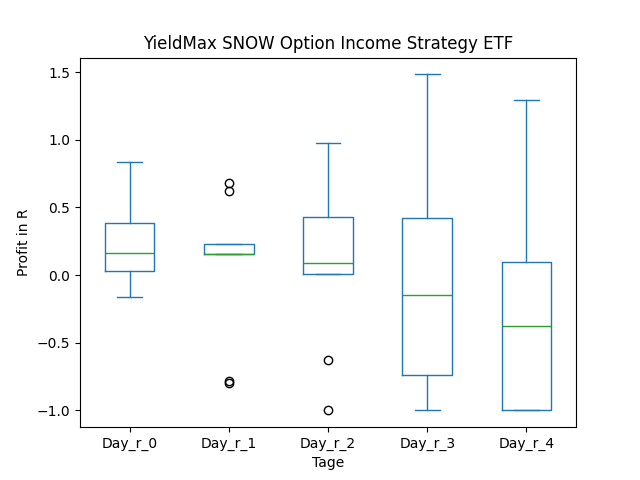 YieldMax SNOW Option Income Strategy ETF
1.5
1.0
0.5
0.0
−0.5
−1.0
Profit in R
Day_r_0 Day_r_1 Day_r_2 Day_r_3 Day_r_4
Tage